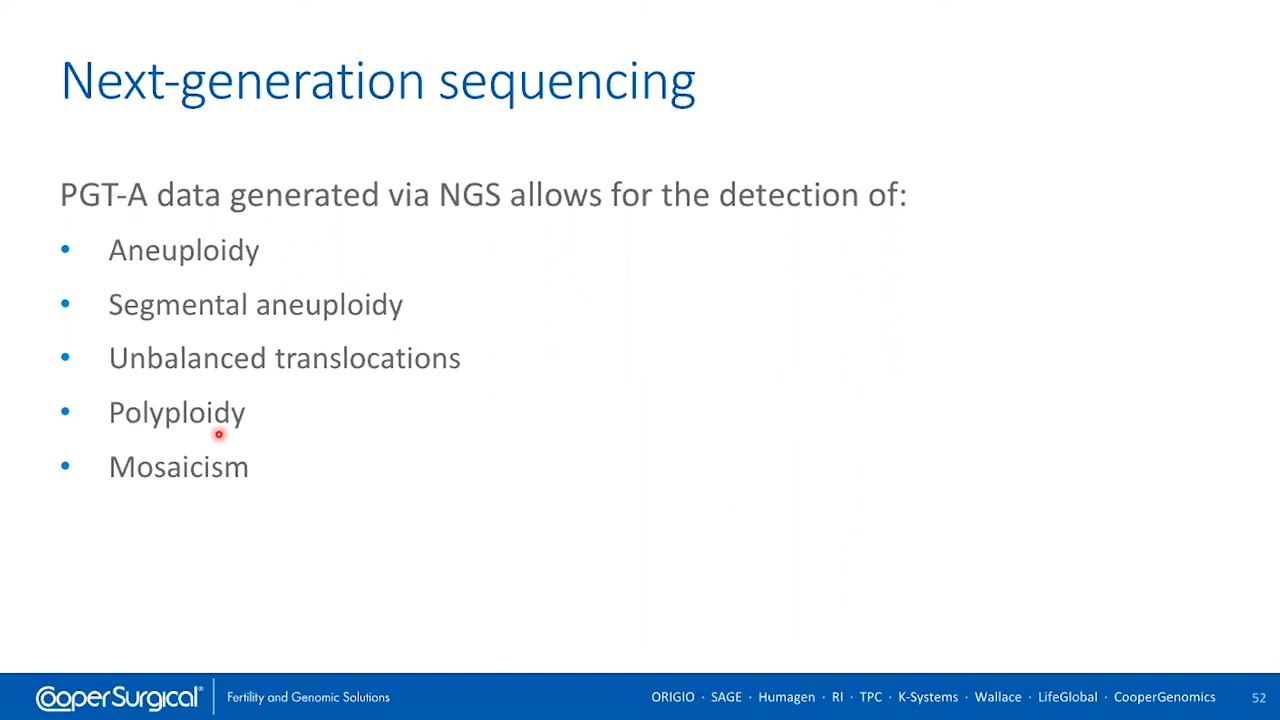 Next-generation sequencing
PGT-A data generated via NGS allows for the detection of:
• Aneuploidy
• Segmental aneuploidy
• Unbalanced translocations
• Polyploidy
• Mosaicism
CooperSurgical® Fertility and Genomic Solutions
ORIGIO · SAGE · Humagen · RI · TPC · K-Systems · Wallace · LifeGlobal · CooperGenomics 52